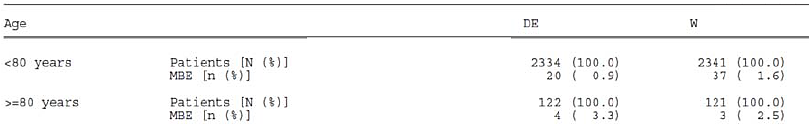 Age DE W
<80 years Patients [N (%)] 2334 (100.0) 2341 (100.0)
MBE [n (%)] 20 ( 0.9) 37 ( 1.6)
>=80 years Patients [N (%)] 122 (100.0) 121 (100.0)
MBE [n (%)] 4 ( 3.3) 3 ( 2.5)